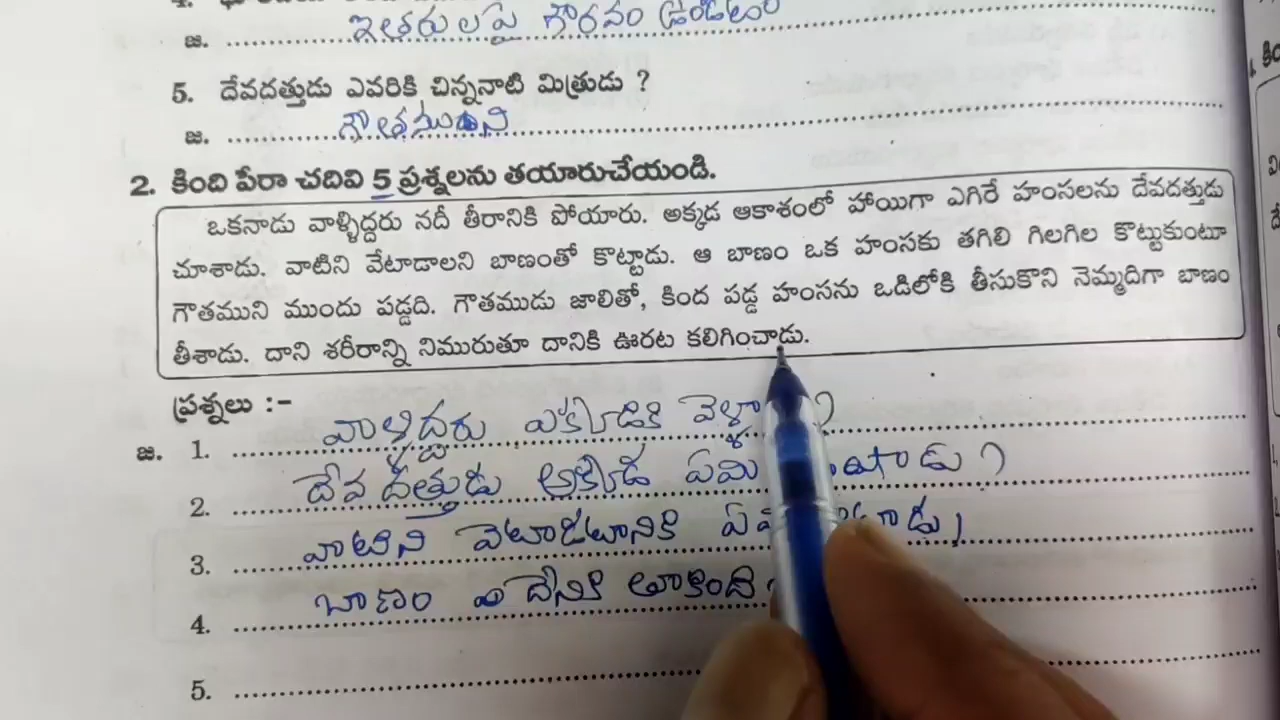 జ. ఇతరులపై గౌరవం ఉండటం
5. దేవదత్తుడు ఎవరికి చిన్ననాటి మిత్రుడు ?
జ. గౌతముని
2. కింది పేరా చదివి 5 ప్రశ్నలను తయారుచేయండి.
ఒకనాడు వాళ్ళిద్దరు నదీ తీరానికి పోయారు. అక్కడ ఆకాశంలో హాయిగా ఎగిరే హంసలను దేవదత్తుడు
చూశాడు. వాటిని వేటాడాలని బాణంతో కొట్టాడు. ఆ బాణం ఒక హంసకు తగిలి గిలగిల కొట్టుకుంటూ
గౌతముని ముందు పడ్డది. గౌతముడు జాలితో, కింద పడ్డ హంసను ఒడిలోకి తీసుకొని నెమ్మదిగా బాణం
తీశాడు. దాని శరీరాన్ని నిమురుతూ దానికి ఊరట కలిగించాడు.
ప్రశ్నలు :-
జ. 1. వాళ్ళిద్దరు ఎక్కడికి
2. దేవదత్తుడు అక్కడ ఏమి
3. వాటిని వేటాడటానికి
4. బాణం దేనికి తాకింది
5.